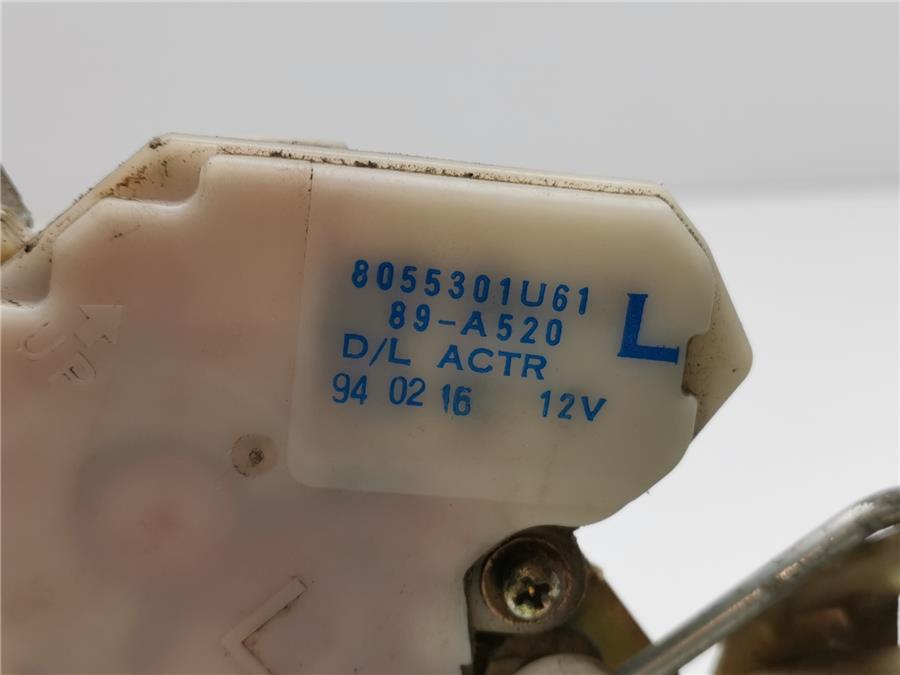 8055301U61
89-A520
L
D/L ACTR
94 02 16 12V
UP